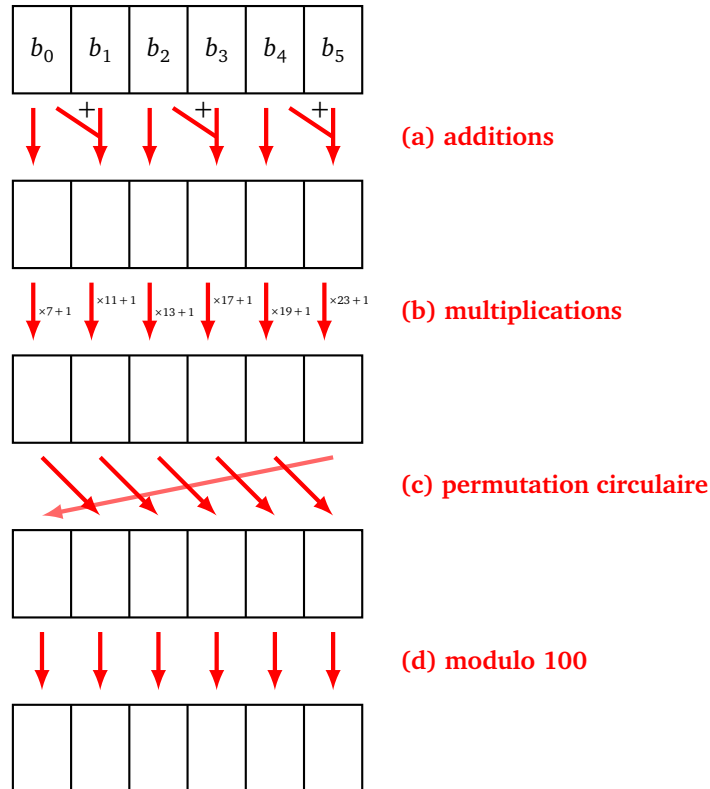 b₀ b₁ b₂ b₃ b₄ b₅
+ + +
(a) additions
×7+1 ×11+1 ×13+1 ×17+1 ×19+1 ×23+1
(b) multiplications
(c) permutation circulaire
(d) modulo 100